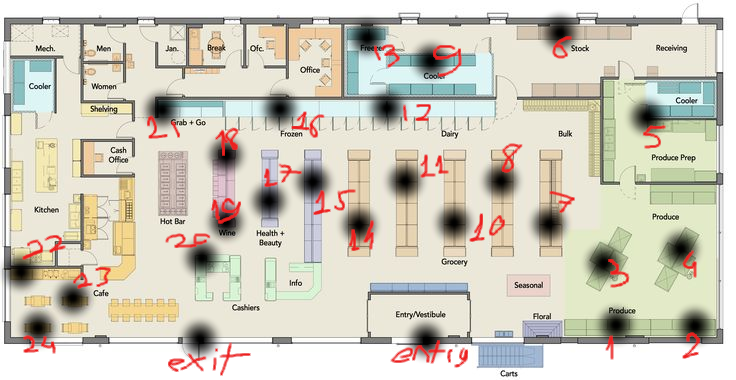 Mech.
Men
Jan.
Break
Ofc.
Office
Freezer
13
9
Cooler
6
Stock
Receiving
Cooler
Women
Shelving
21
Grab + Go
16
Frozen
12
Dairy
Bulk
Cooler
5
Produce Prep
Cash
Office
18
17
15
11
8
7
Kitchen
Hot Bar
Wine
Health +
Beauty
14
10
Grocery
Produce
3
4
22
23
Cafe
24
Cashiers
Info
Seasonal
Entry/Vestibule
Floral
Produce
1
2
exit
entry
Carts